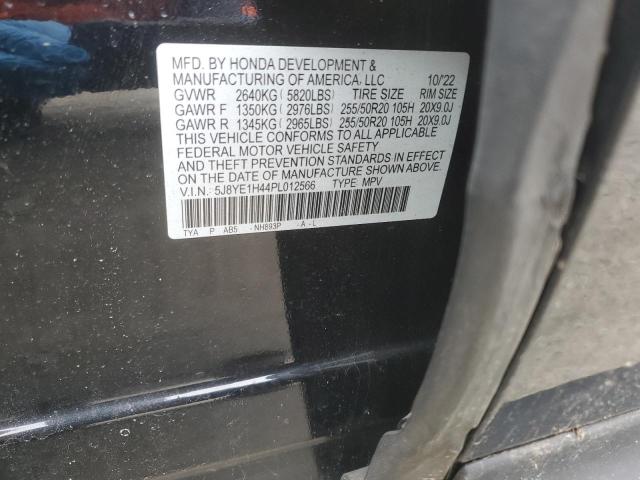 MFD. BY HONDA DEVELOPMENT &
MANUFACTURING OF AMERICA, LLC 10/'22
GVWR 2640KG (5820LBS) TIRE SIZE RIM SIZE
GAWR F 1350KG (2976LBS) 255/50R20 105H 20X9.0J
GAWR R 1345KG (2965LBS) 255/50R20 105H 20X9.0J
THIS VEHICLE CONFORMS TO ALL APPLICABLE
FEDERAL MOTOR VEHICLE SAFETY
AND THEFT PREVENTION STANDARDS IN EFFECT
ON THE DATE OF MANUFACTURE SHOWN ABOVE.
V.I.N.: 5J8YE1H44PL012566 TYPE: MPV
TYA P AB5 -NH893P -A-L